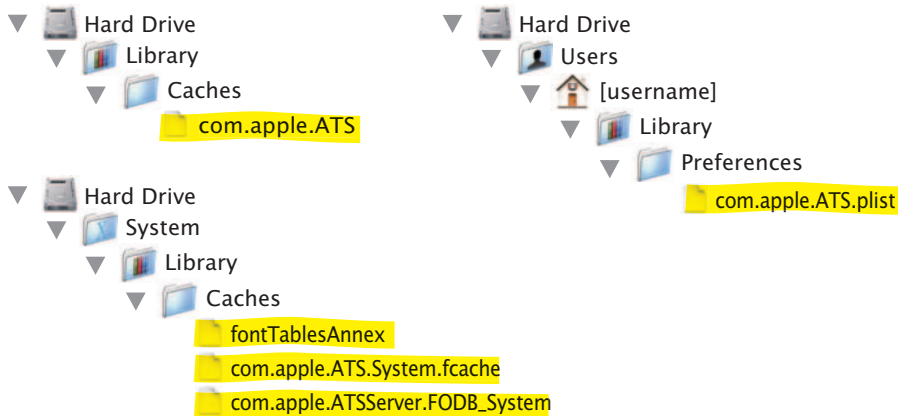 Hard Drive
Library
Caches
com.apple.ATS
Hard Drive
System
Library
Caches
fontTablesAnnex
com.apple.ATS.System.fcache
com.apple.ATSServer.FODB_System
Hard Drive
Users
[username]
Library
Preferences
com.apple.ATS.plist